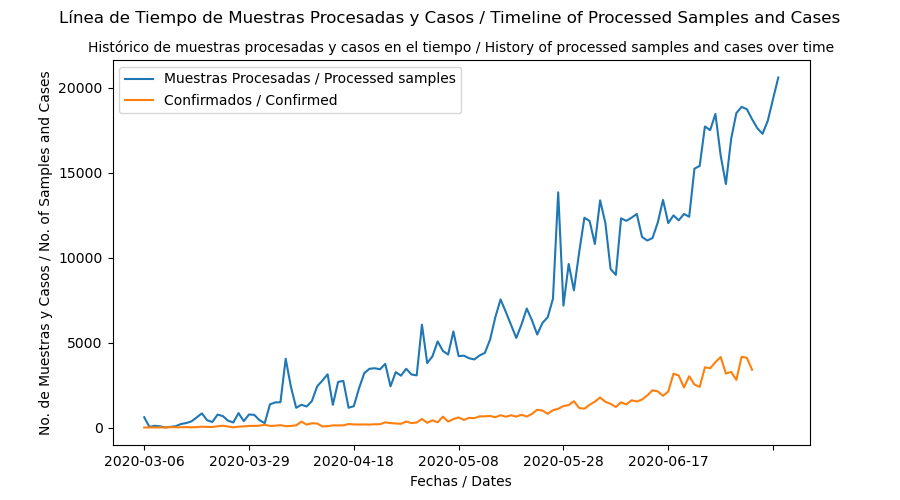 Línea de Tiempo de Muestras Procesadas y Casos / Timeline of Processed Samples and Cases
Histórico de muestras procesadas y casos en el tiempo / History of processed samples and cases over time
Muestras Procesadas / Processed samples
Confirmados / Confirmed
No. de Muestras y Casos / No. of Samples and Cases
20000
15000
10000
5000
0
2020-03-06 2020-03-29 2020-04-18 2020-05-08 2020-05-28 2020-06-17
Fechas / Dates